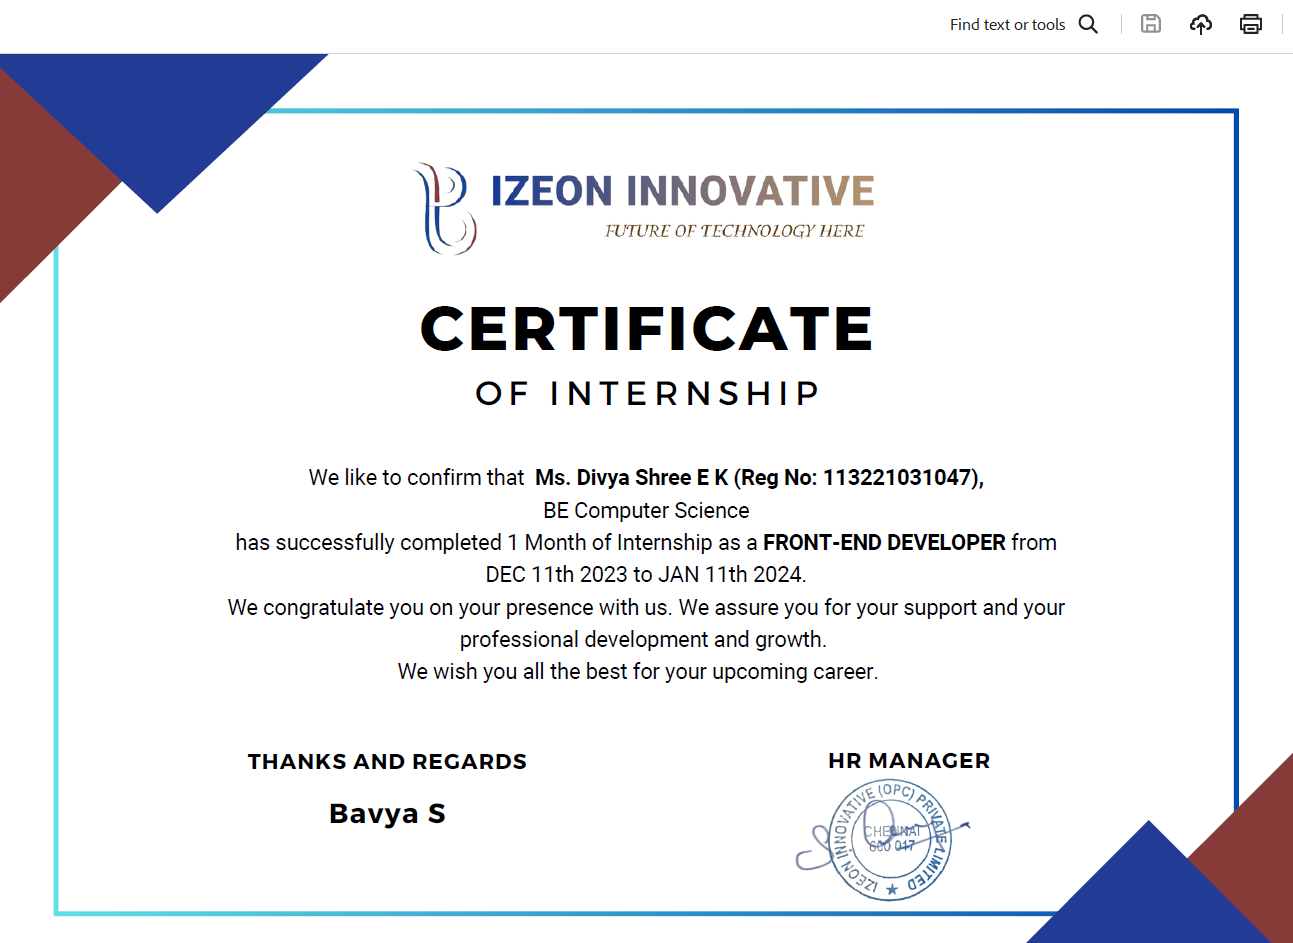 Find text or tools
IZEON INNOVATIVE
FUTURE OF TECHNOLOGY HERE
CERTIFICATE
OF INTERNSHIP
We like to confirm that Ms. Divya Shree E K (Reg No: 113221031047),
BE Computer Science
has successfully completed 1 Month of Internship as a FRONT-END DEVELOPER from
DEC 11th 2023 to JAN 11th 2024.
We congratulate you on your presence with us. We assure you for your support and your
professional development and growth.
We wish you all the best for your upcoming career.
THANKS AND REGARDS
Bavya S
HR MANAGER
IZEON INNOVATIVE (OPC) PRIVATE LIMITED
CHENNAI
600 017